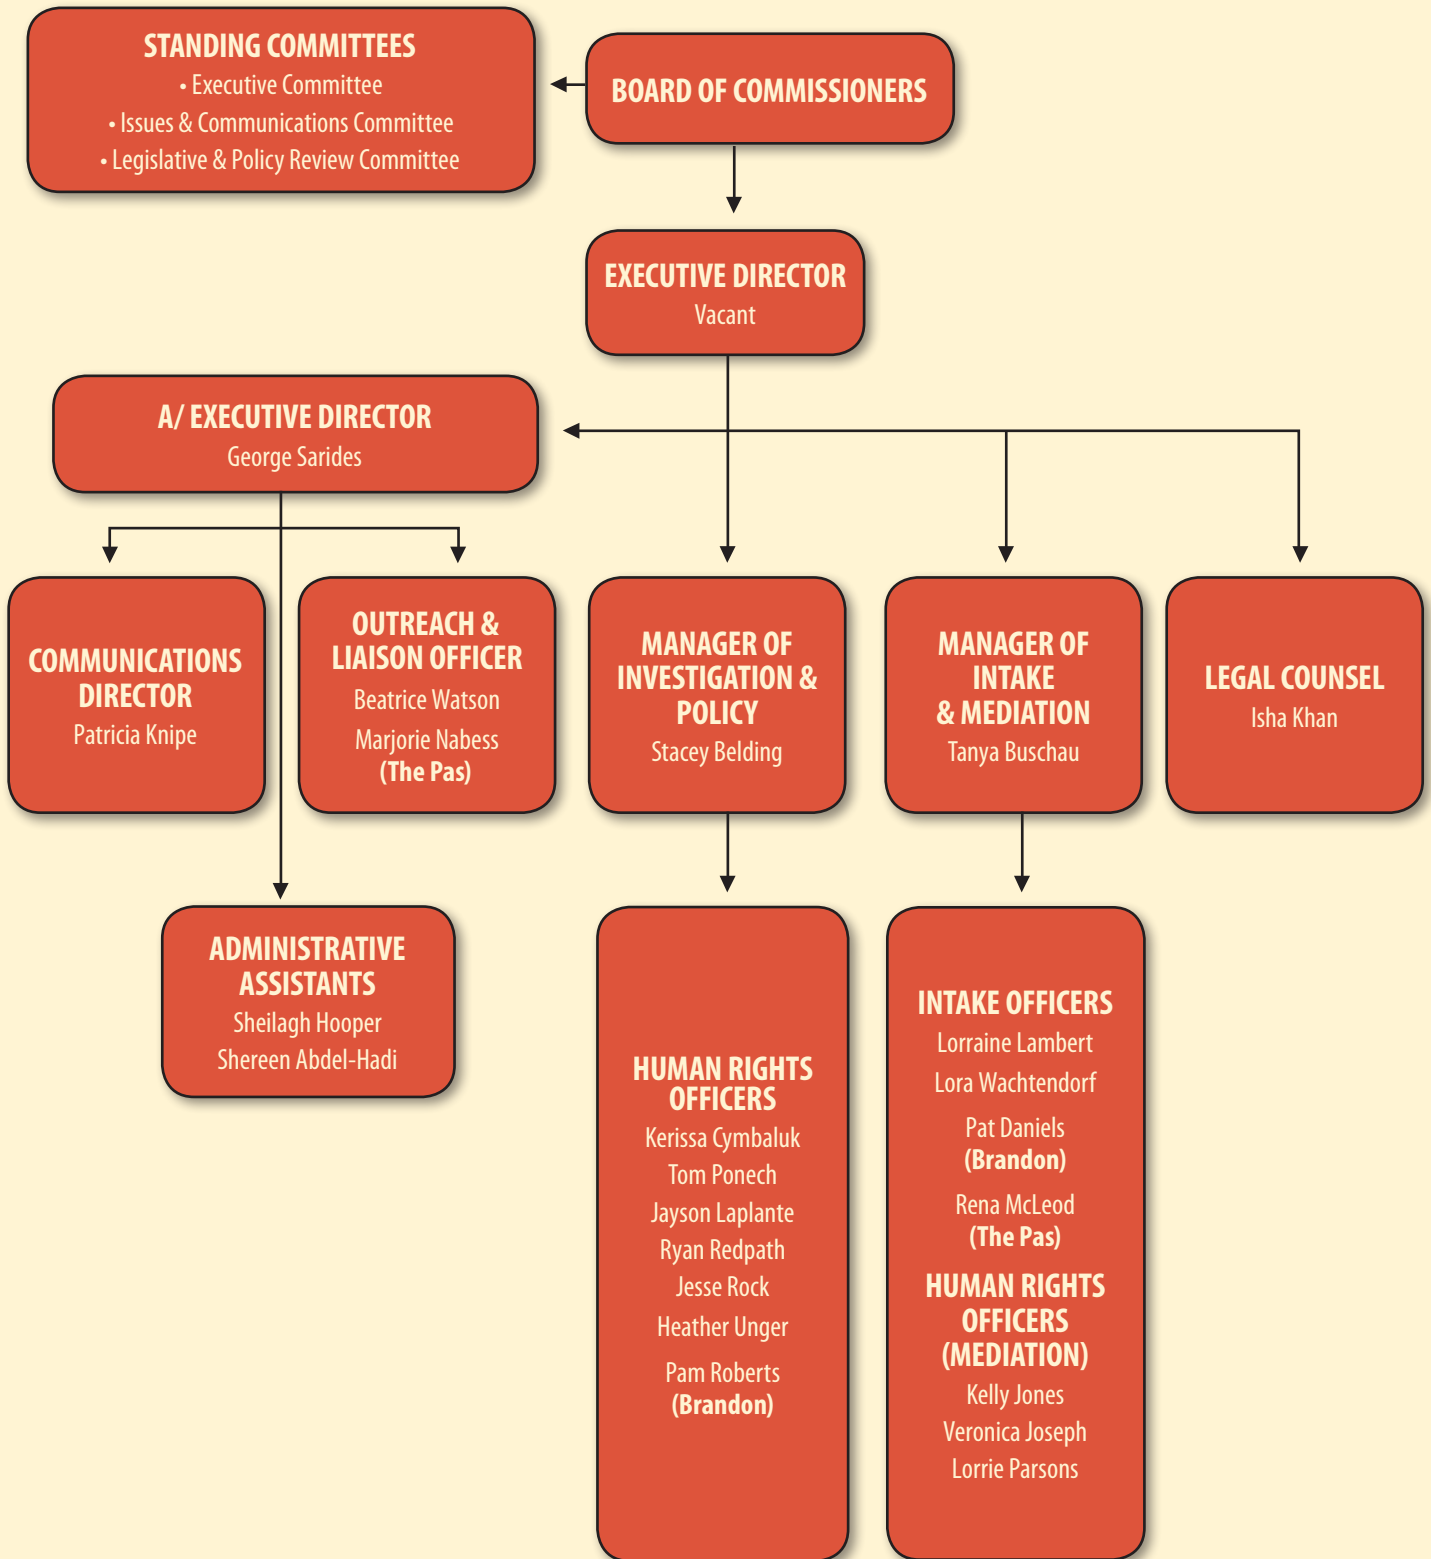 STANDING COMMITTEES
• Executive Committee
• Issues & Communications Committee
• Legislative & Policy Review Committee
BOARD OF COMMISSIONERS
EXECUTIVE DIRECTOR
Vacant
A/ EXECUTIVE DIRECTOR
George Sarides
COMMUNICATIONS
DIRECTOR
Patricia Knipe
OUTREACH &
LIAISON OFFICER
Beatrice Watson
Marjorie Nabess
(The Pas)
MANAGER OF
INVESTIGATION &
POLICY
Stacey Belding
MANAGER OF
INTAKE
& MEDIATION
Tanya Buschau
LEGAL COUNSEL
Isha Khan
ADMINISTRATIVE
ASSISTANTS
Sheilagh Hooper
Shereen Abdel-Hadi
HUMAN RIGHTS
OFFICERS
Kerissa Cymbaluk
Tom Ponech
Jayson Laplante
Ryan Redpath
Jesse Rock
Heather Unger
Pam Roberts
(Brandon)
INTAKE OFFICERS
Lorraine Lambert
Lora Wachtendorf
Pat Daniels
(Brandon)
Rena McLeod
(The Pas)
HUMAN RIGHTS
OFFICERS
(MEDIATION)
Kelly Jones
Veronica Joseph
Lorrie Parsons